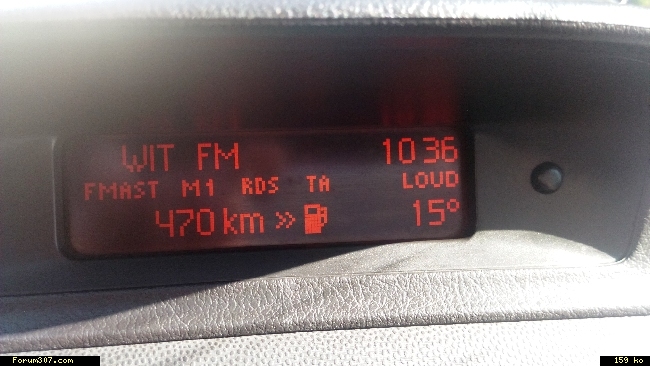 WIT FM 1036
FMAST M1 RDS TA LOUD
470 km » 15°
Forum307.com 159 ko